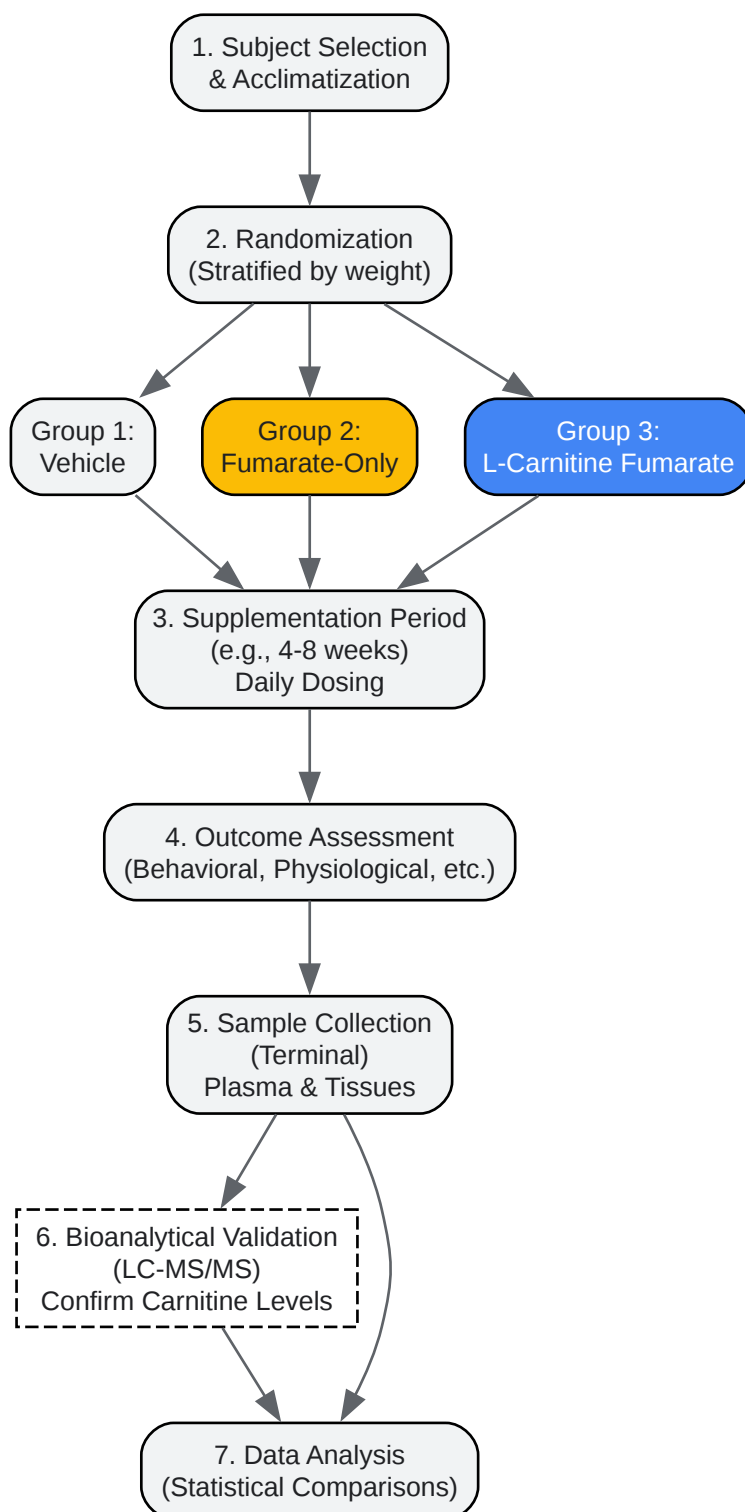 1. Subject Selection
& Acclimatization
2. Randomization
(Stratified by weight)
Group 1:
Vehicle
Group 2:
Fumarate-Only
Group 3:
L-Carnitine Fumarate
3. Supplementation Period
(e.g., 4-8 weeks)
Daily Dosing
4. Outcome Assessment
(Behavioral, Physiological, etc.)
5. Sample Collection
(Terminal)
Plasma & Tissues
6. Bioanalytical Validation
(LC-MS/MS)
Confirm Carnitine Levels
7. Data Analysis
(Statistical Comparisons)